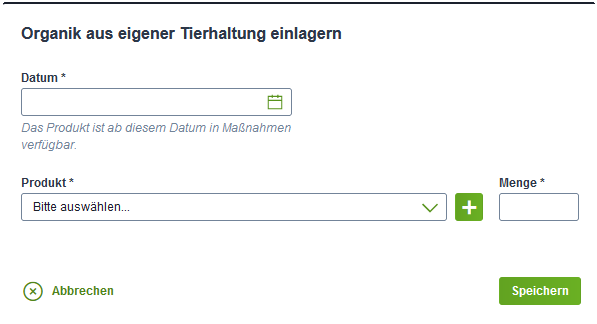 Organik aus eigener Tierhaltung einlagern
Datum *
Das Produkt ist ab diesem Datum in Maßnahmen
verfügbar.
Produkt * Menge *
Bitte auswählen...
Abbrechen Speichern